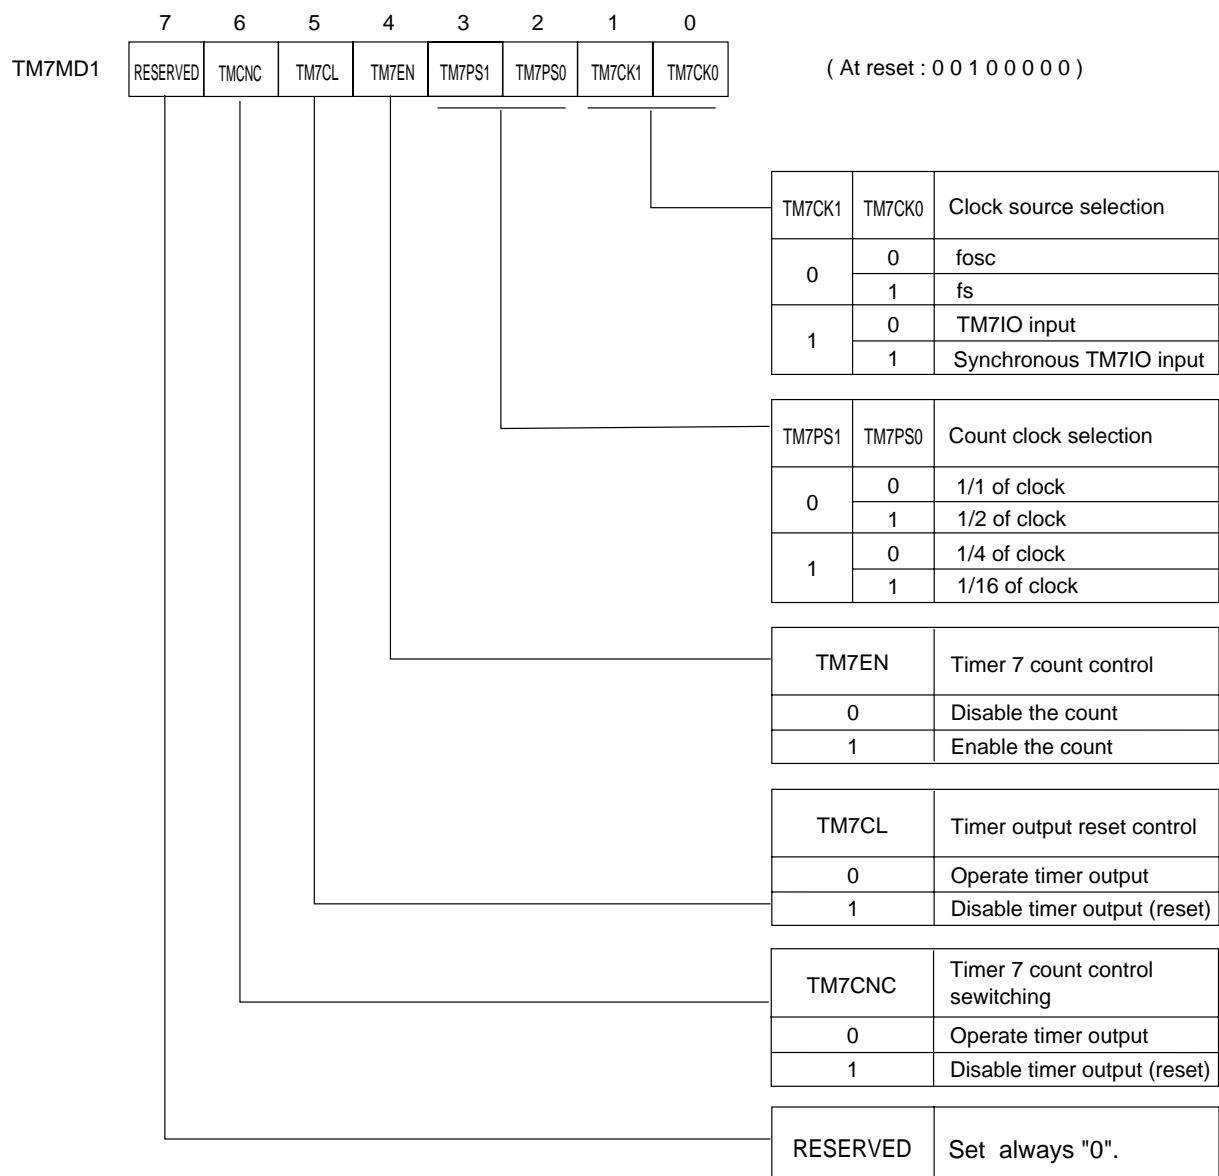 7 6 5 4 3 2 1 0
TM7MD1 RESERVED TMCNC TM7CL TM7EN TM7PS1 TM7PS0 TM7CK1 TM7CK0 ( At reset : 0 0 1 0 0 0 0 0 )
TM7CK1 TM7CK0 Clock source selection
0 0 fosc
1 fs
1 0 TM7IO input
1 Synchronous TM7IO input
TM7PS1 TM7PS0 Count clock selection
0 0 1/1 of clock
1 1/2 of clock
1 0 1/4 of clock
1 1/16 of clock
TM7EN Timer 7 count control
0 Disable the count
1 Enable the count
TM7CL Timer output reset control
0 Operate timer output
1 Disable timer output (reset)
TM7CNC Timer 7 count control
sewitching
0 Operate timer output
1 Disable timer output (reset)
RESERVED Set always "0".